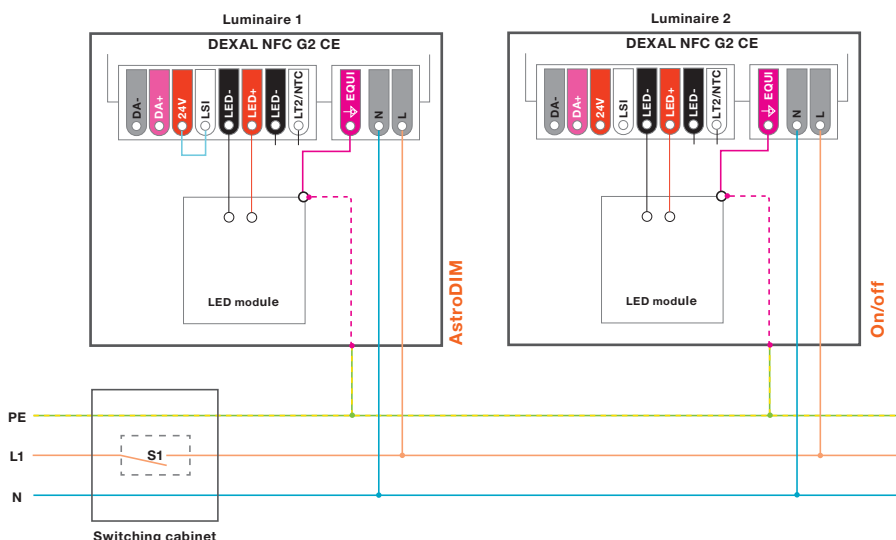 Luminaire 1
DEXAL NFC G2 CE
DA-
DA+
24V
LSI
LED-
LED+
LED-
LT2/NTC
EQUI
N
L
LED module
AstroDIM
Luminaire 2
DEXAL NFC G2 CE
DA-
DA+
24V
LSI
LED-
LED+
LED-
LT2/NTC
EQUI
N
L
LED module
On/off
PE
L1
S1
N
Switching cabinet